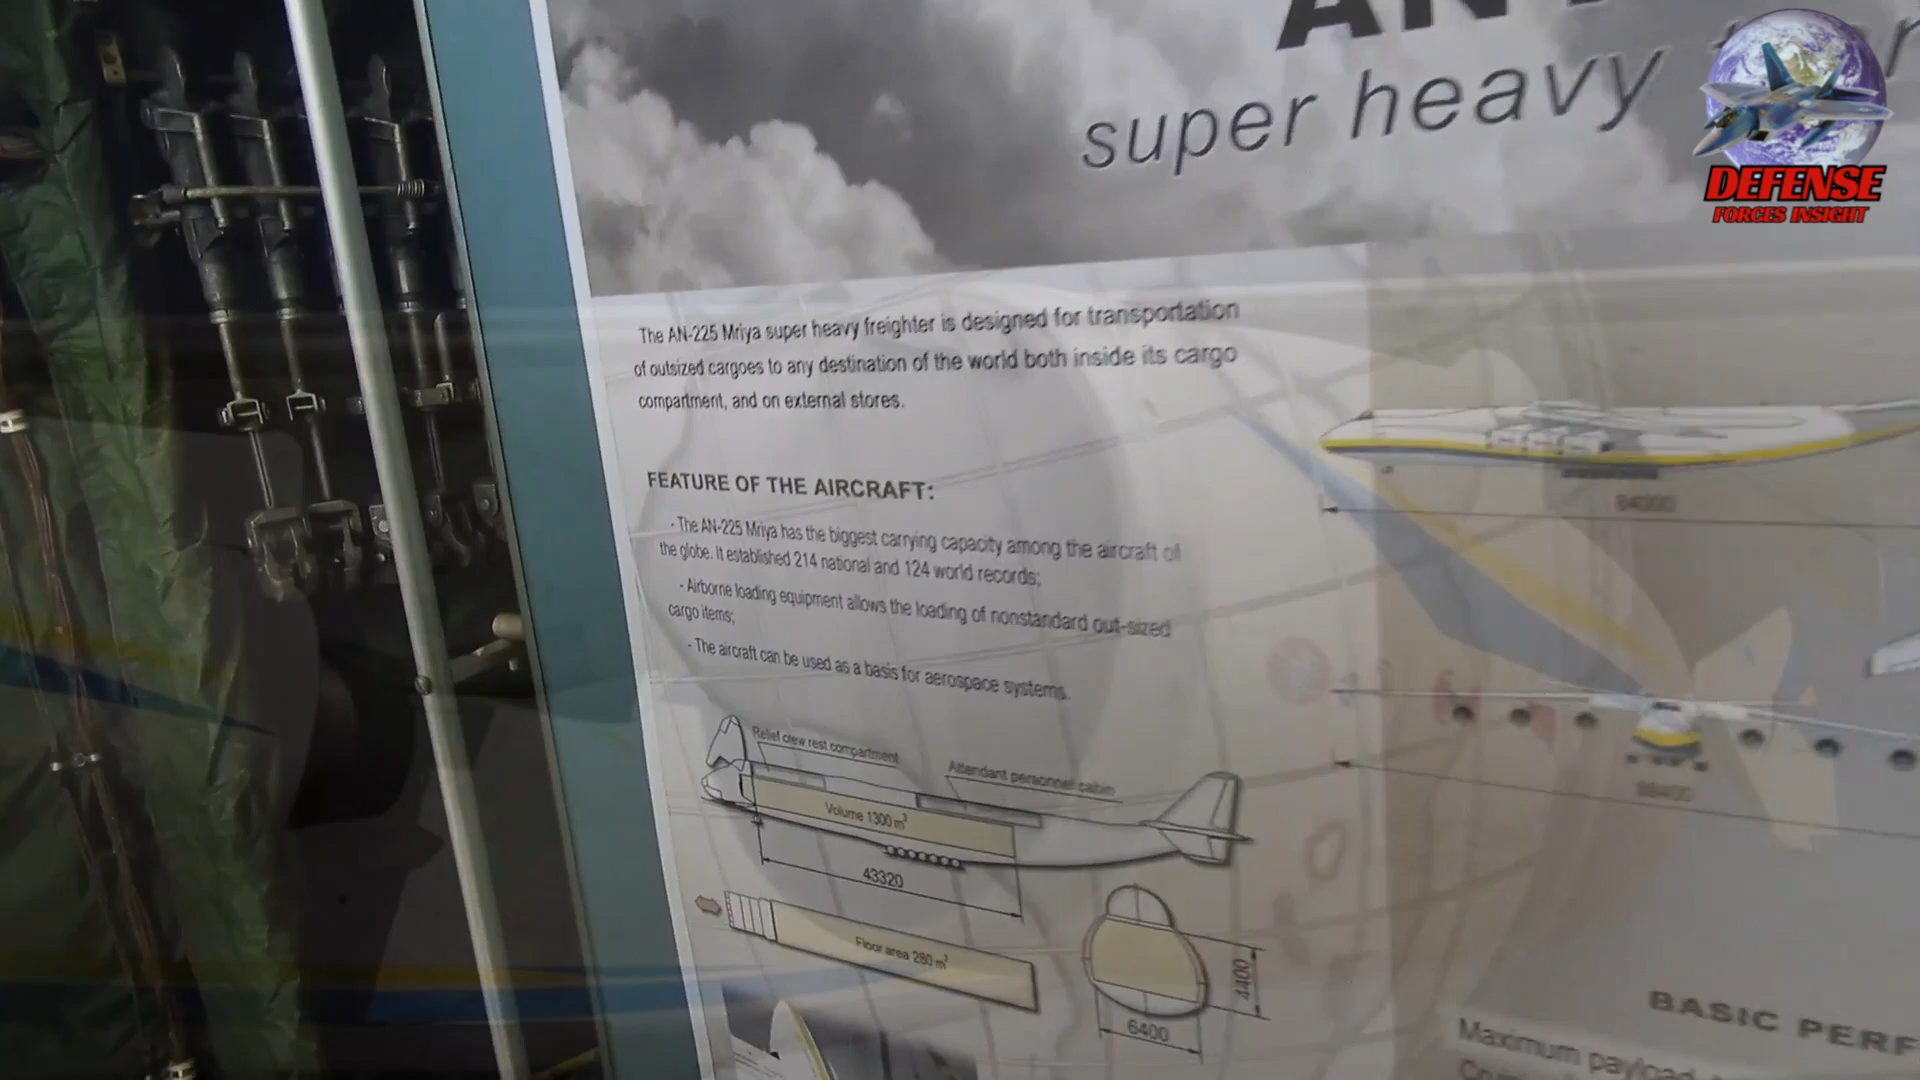 super heavy
DEFENSE
FORCES INSIGHT
The AN-225 Mriya super heavy freighter is designed for transportation
of outsized cargoes to any destination of the world both inside its cargo
compartment, and on external stores.
FEATURE OF THE AIRCRAFT:
- The AN-225 Mriya has the biggest carrying capacity among the aircraft of
the globe. It established 214 national and 124 world records;
- Airborne loading equipment allows the loading of nonstandard out-sized
cargo items;
- The aircraft can be used as a basis for aerospace systems.
Relief crew rest compartment
Attendant personnel cabin
Volume 1300 m³
43320
Floor area 280 m²
4400
6400
88400
BASIC PERF
Maximum payload